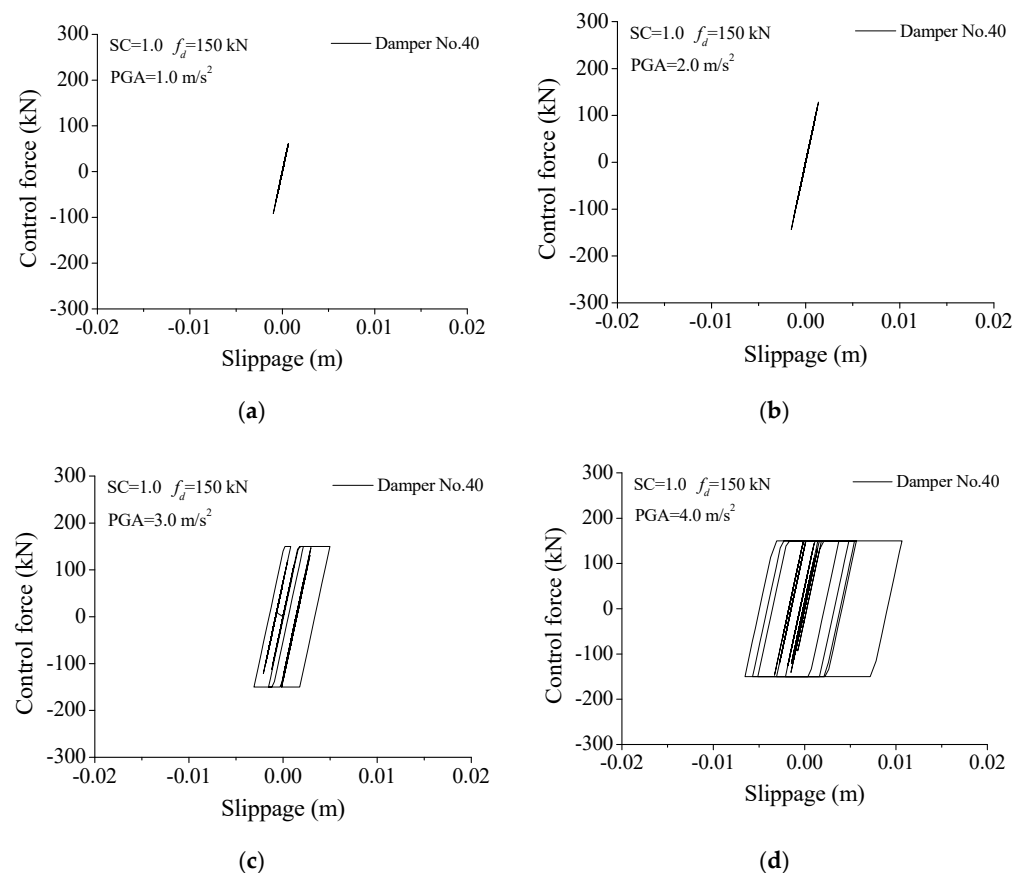 SC=1.0 f_d=150 kN
Damper No.40
PGA=1.0 m/s²
300
200
100
0
-100
-200
-300
Control force (kN)
-0.02 -0.01 0.00 0.01 0.02
Slippage (m)
(a)
SC=1.0 f_d=150 kN
Damper No.40
PGA=2.0 m/s²
300
200
100
0
-100
-200
-300
Control force (kN)
-0.02 -0.01 0.00 0.01 0.02
Slippage (m)
(b)
SC=1.0 f_d=150 kN
Damper No.40
PGA=3.0 m/s²
300
200
100
0
-100
-200
-300
Control force (kN)
-0.02 -0.01 0.00 0.01 0.02
Slippage (m)
(c)
SC=1.0 f_d=150 kN
Damper No.40
PGA=4.0 m/s²
300
200
100
0
-100
-200
-300
Control force (kN)
-0.02 -0.01 0.00 0.01 0.02
Slippage (m)
(d)